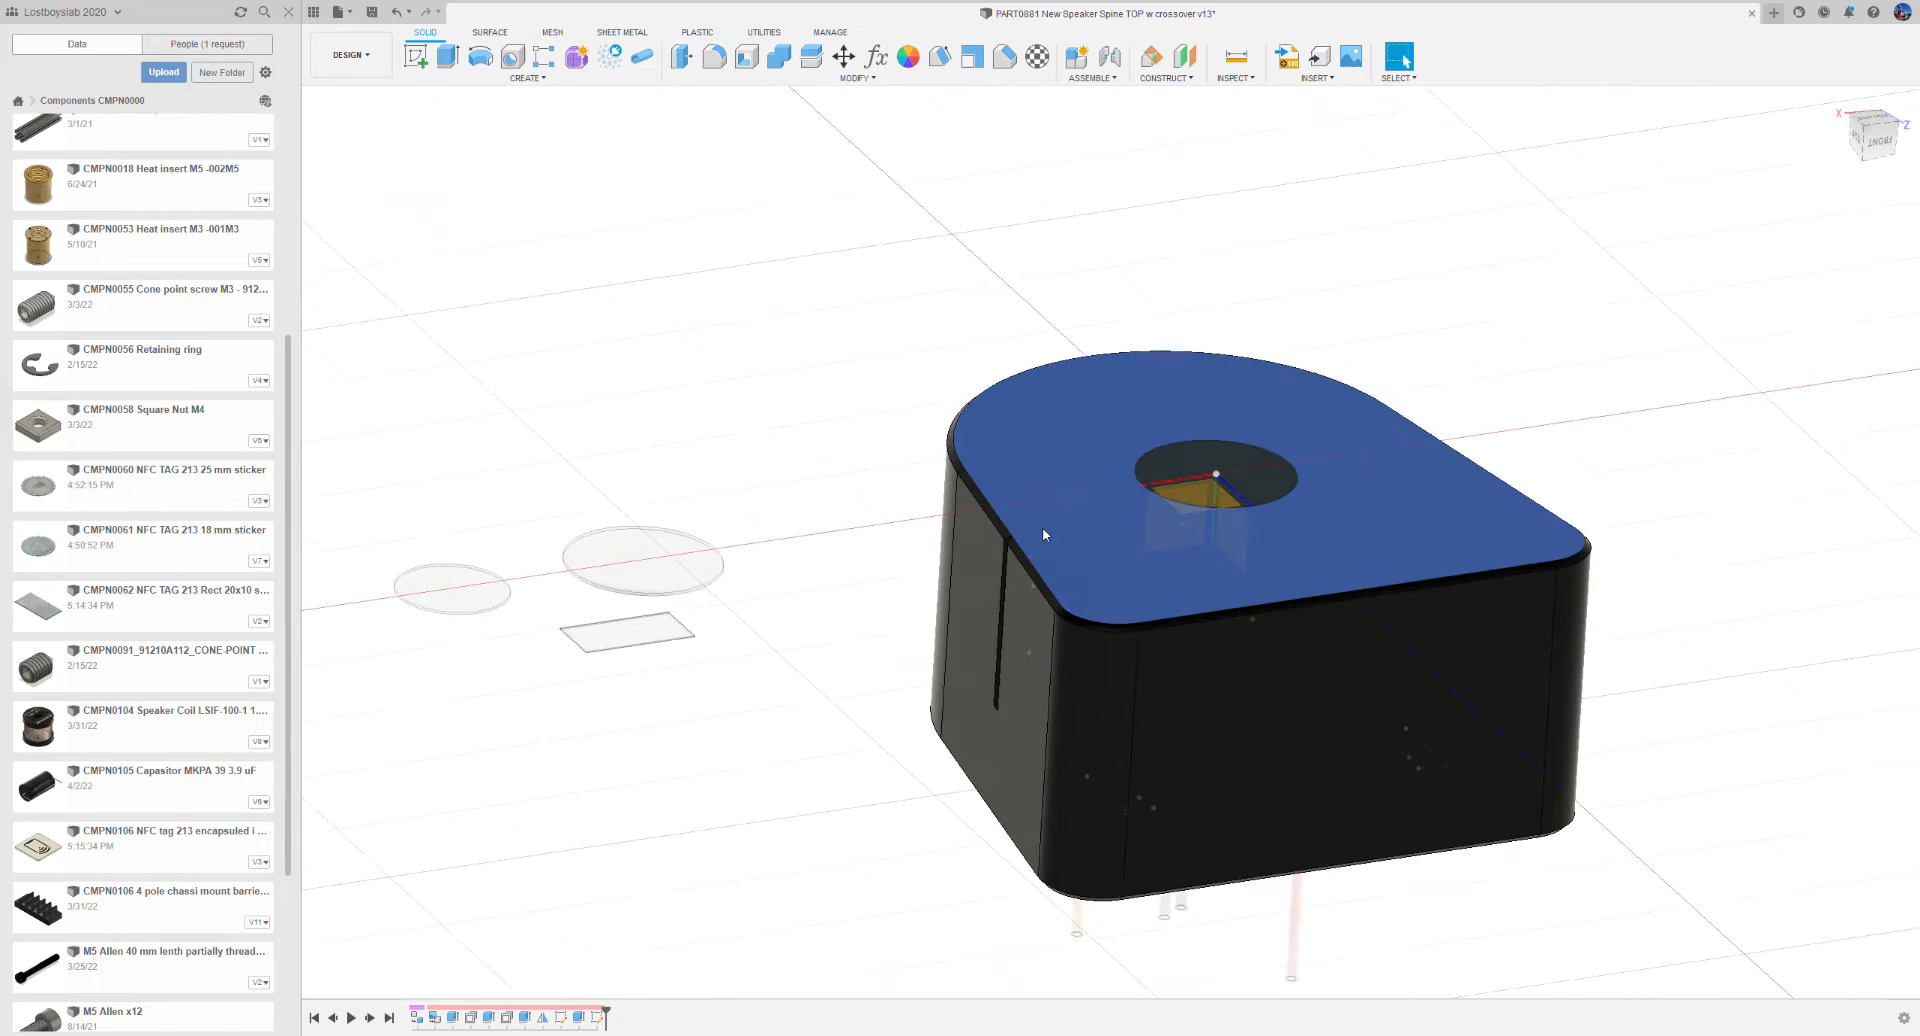 Lostboyslab 2020
PART0881 New Speaker Spine TOP w crossover v13*
Data
People (1 request)
Upload
New Folder
Components CMPN0000
DESIGN
SOLID
SURFACE
MESH
SHEET METAL
PLASTIC
UTILITIES
MANAGE
CREATE
MODIFY
ASSEMBLE
CONSTRUCT
INSPECT
INSERT
SELECT
3/1/21
V1
CMPN0018 Heat insert M5 -002M5
6/24/21
V3
CMPN0053 Heat insert M3 -001M3
5/10/21
V5
CMPN0055 Cone point screw M3 - 912...
3/3/22
V2
CMPN0056 Retaining ring
2/15/22
V4
CMPN0058 Square Nut M4
3/3/22
V5
CMPN0060 NFC TAG 213 25 mm sticker
4:52:15 PM
V3
CMPN0061 NFC TAG 213 18 mm sticker
4:50:52 PM
V7
CMPN0062 NFC TAG 213 Rect 20x10 s...
5:14:34 PM
V2
CMPN0091_91210A112_CONE-POINT ...
2/15/22
V1
CMPN0104 Speaker Coil LSIF-100-1 1....
3/31/22
V8
CMPN0105 Capasitor MKPA 39 3.9 uF
4/2/22
V6
CMPN0106 NFC tag 213 encapsuled i ...
5:15:34 PM
V3
CMPN0106 4 pole chassi mount barrie...
3/31/22
V11
M5 Allen 40 mm lenth partially thread...
3/25/22
V2
M5 Allen x12
8/14/21
X
Z
FRONT